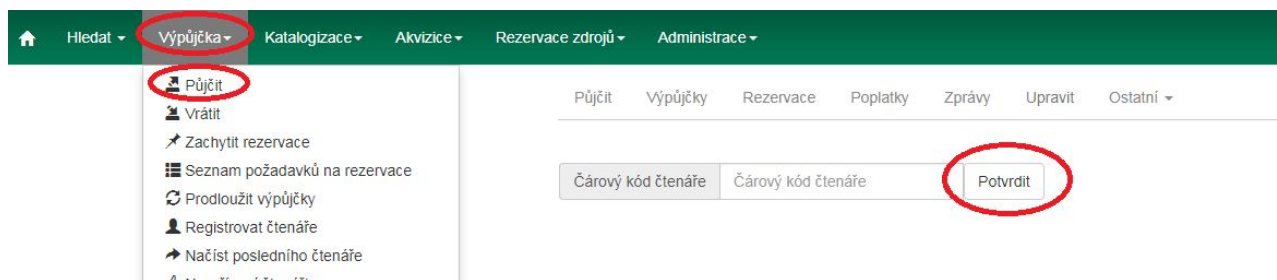 Hledat Výpůjčka Katalogizace Akvizice Rezervace zdrojů Administrace
Půjčit
Vrátit
Zachytit rezervace
Seznam požadavků na rezervace
Prodloužit výpůjčky
Registrovat čtenáře
Načíst posledního čtenáře
Půjčit Výpůjčky Rezervace Poplatky Zprávy Upravit Ostatní
Čárový kód čtenáře Čárový kód čtenáře Potvrdit